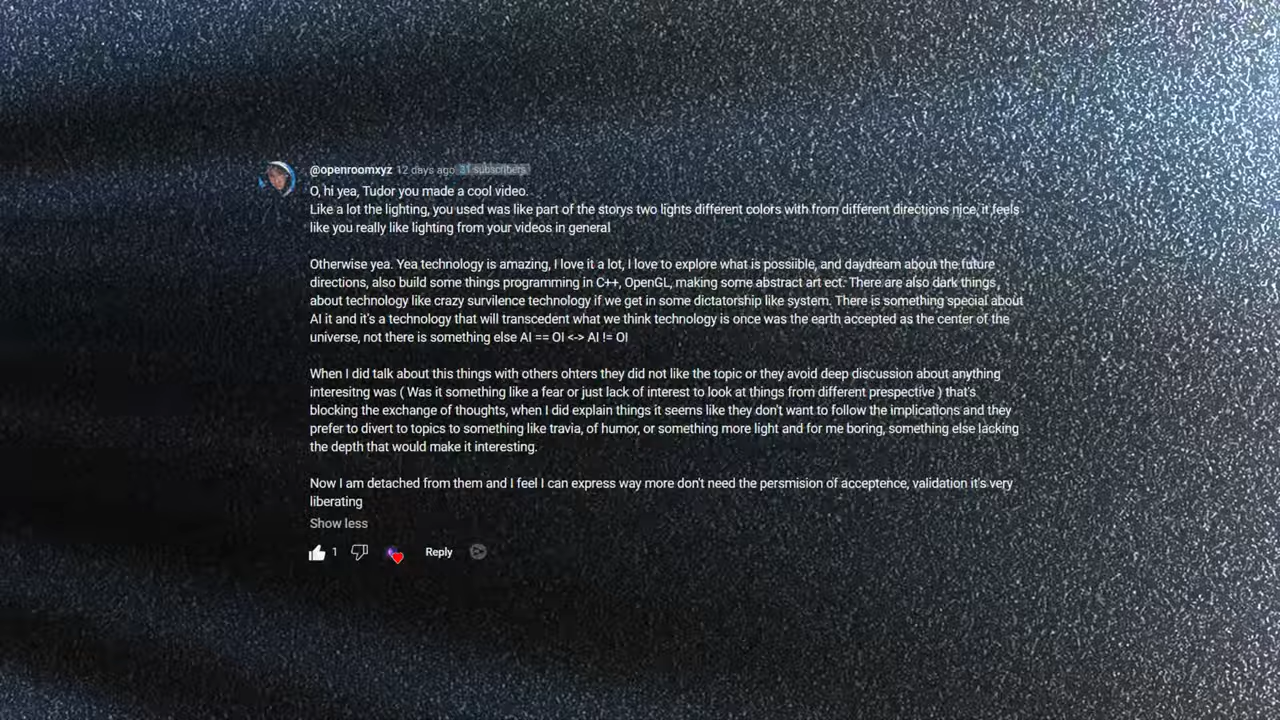 @openroomxyz 12 days ago 31 subscribers
O, hi yea, Tudor you made a cool video.
Like a lot the lighting, you used was like part of the storys two lights different colors with from different directions nice, it feels
like you really like lighting from your videos in general
Otherwise yea. Yea technology is amazing, I love it a lot, I love to explore what is possiible, and daydream about the future
directions, also build some things programming in C++, OpenGL, making some abstract art ect. There are also dark things,
about technology like crazy survilence technology if we get in some dictatorship like system. There is something special about
AI it and it's a technology that will transcedent what we think technology is once was the earth accepted as the center of the
universe, not there is something else AI == OI <-> AI != OI
When I did talk about this things with others ohters they did not like the topic or they avoid deep discussion about anything
interesitng was ( Was it something like a fear or just lack of interest to look at things from different prespective ) that's
blocking the exchange of thoughts, when I did explain things it seems like they don't want to follow the implications and they
prefer to divert to topics to something like travia, of humor, or something more light and for me boring, something else lacking
the depth that would make it interesting.
Now I am detached from them and I feel I can express way more don't need the persmision of acceptence, validation it's very
liberating
Show less
1 Reply